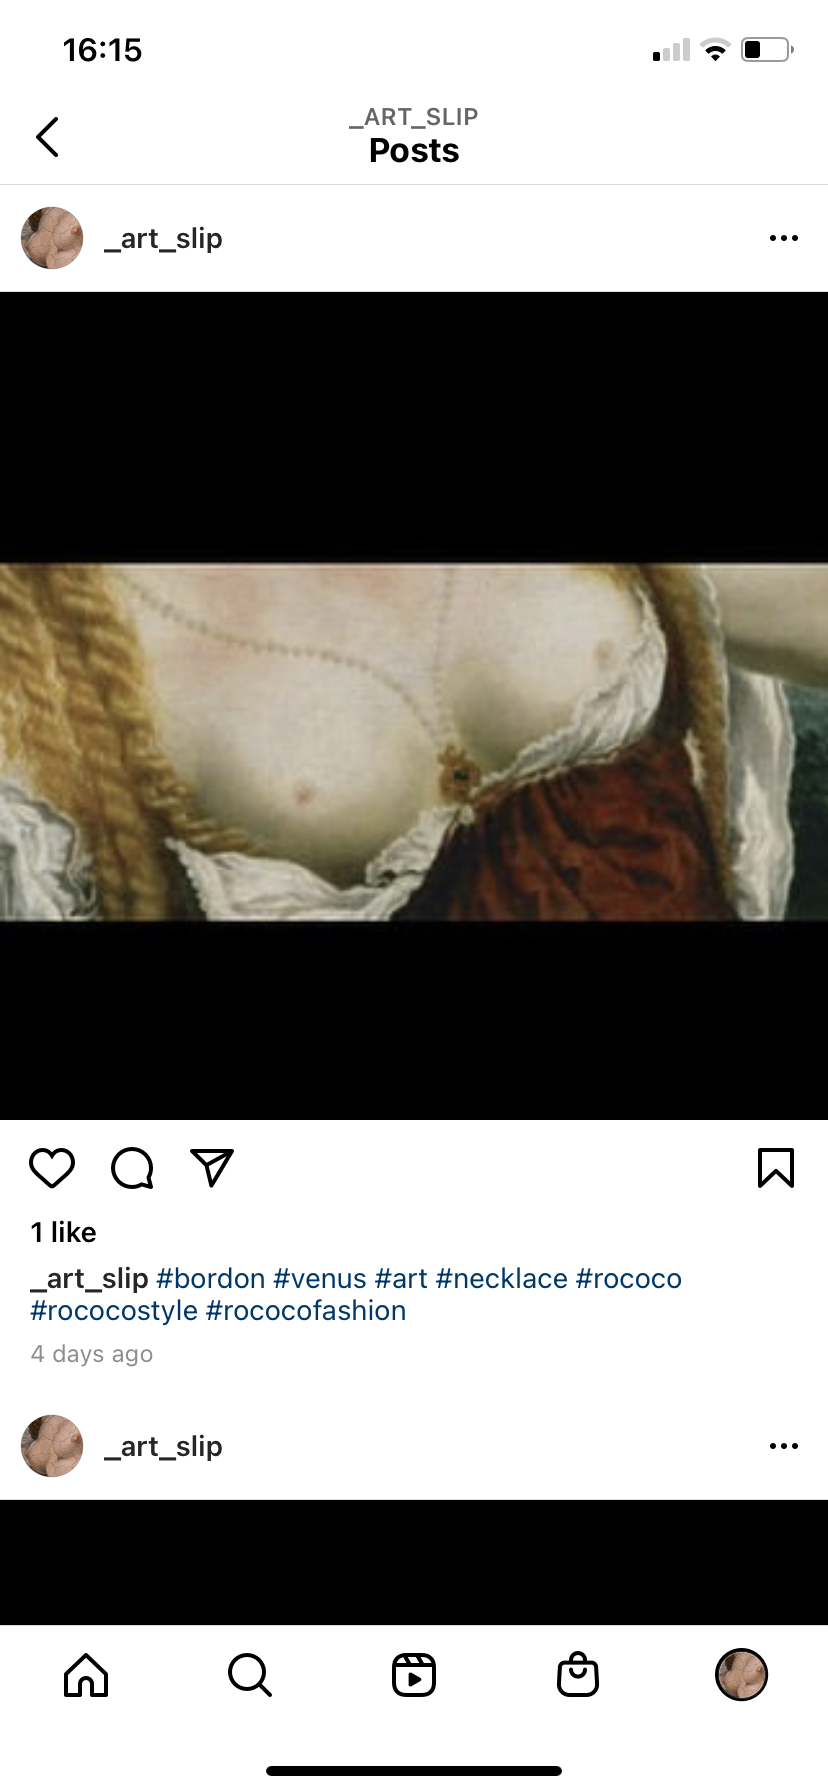 16:15
_ART_SLIP
Posts
_art_slip
1 like
_art_slip #bordon #venus #art #necklace #rococo
#rococostyle #rococofashion
4 days ago
_art_slip